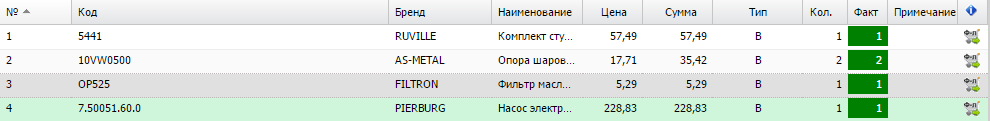 № Код Бренд Наименование Цена Сумма Тип Кол. Факт Примечание
1 5441 RUVILLE Комплект сту... 57,49 57,49 В 1 1
2 10VW0500 AS-METAL Опора шаров... 17,71 35,42 В 2 2
3 OP525 FILTRON Фильтр масл... 5,29 5,29 В 1 1
4 7.50051.60.0 PIERBURG Насос электр... 228,83 228,83 В 1 1